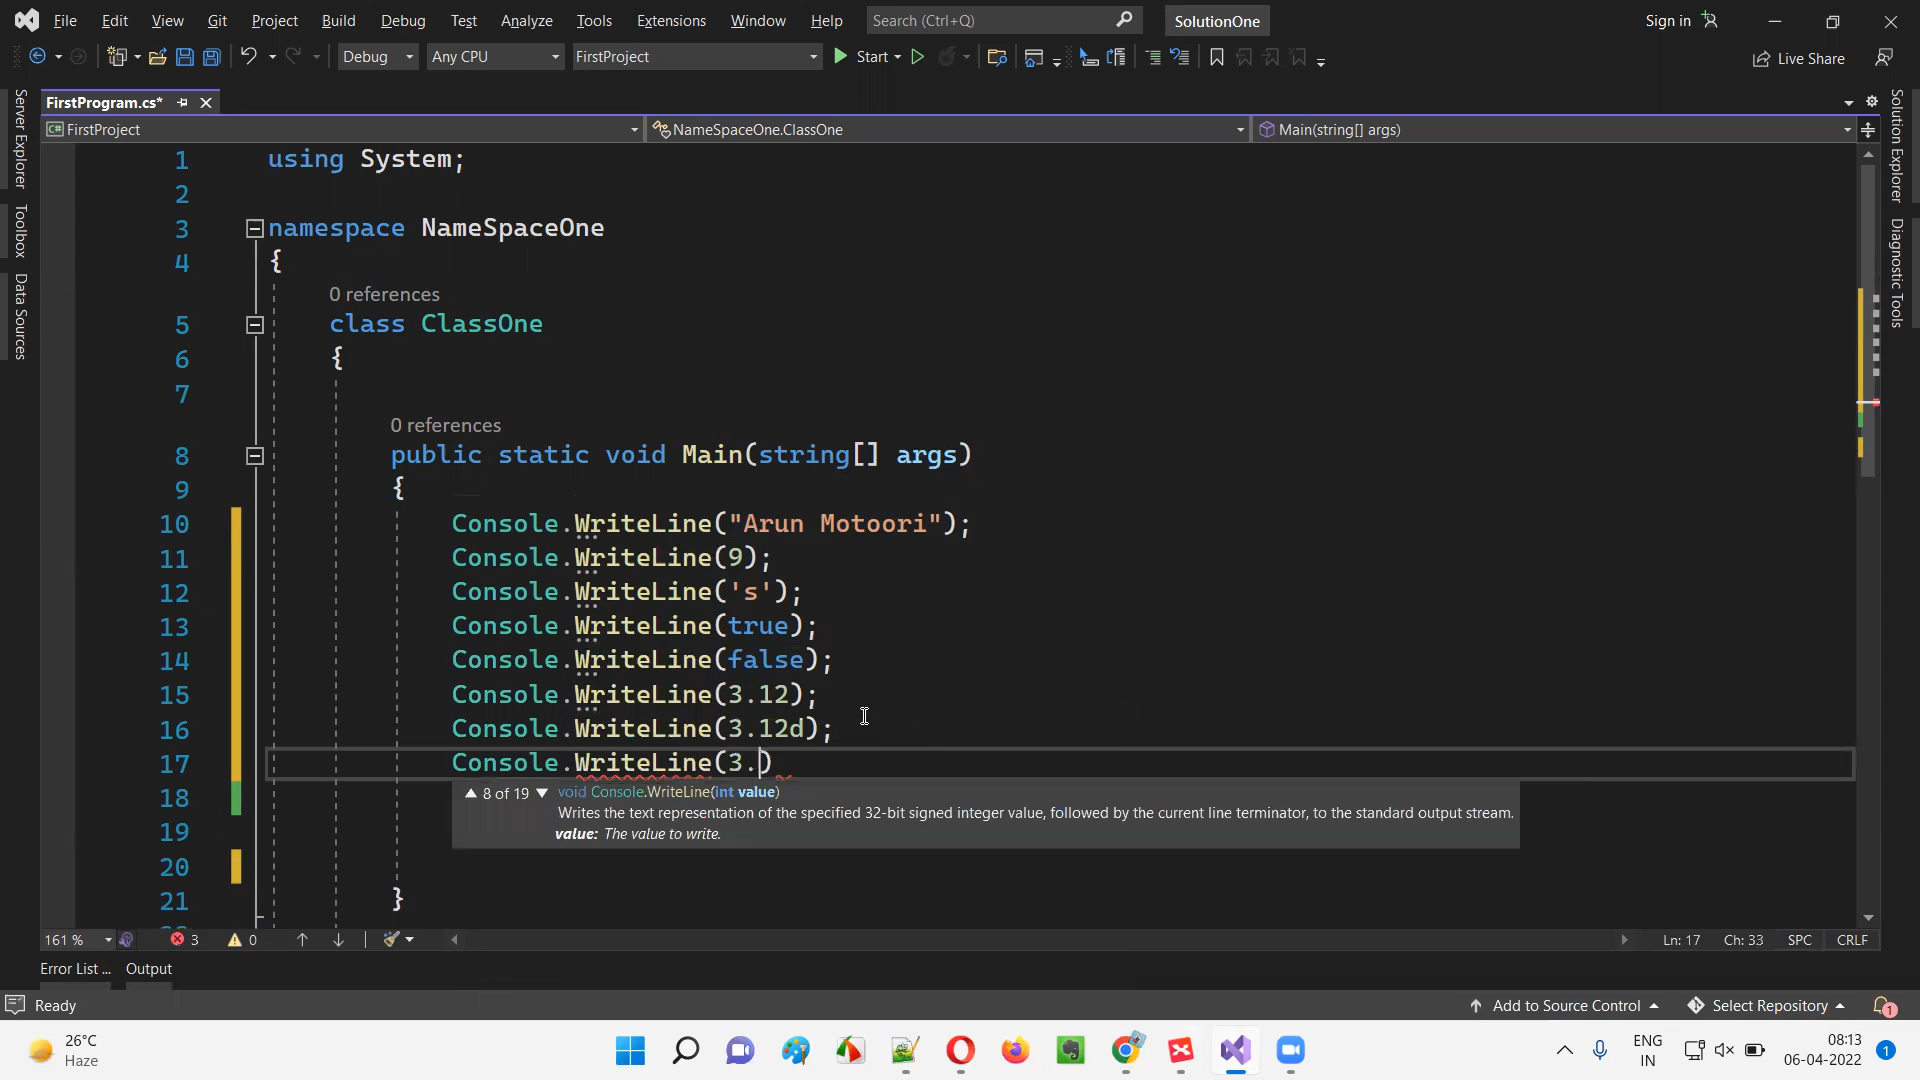 File Edit View Git Project Build Debug Test Analyze Tools Extensions Window Help Search (Ctrl+Q) SolutionOne Sign in
Debug Any CPU FirstProject Start Live Share
FirstProgram.cs*
FirstProject NameSpaceOne.ClassOne Main(string[] args)
Server Explorer
Toolbox
Data Sources
Solution Explorer
Diagnostic Tools
1 using System;
2
3 namespace NameSpaceOne
4 {
0 references
5 class ClassOne
6 {
7
0 references
8 public static void Main(string[] args)
9 {
10 Console.WriteLine("Arun Motoori");
11 Console.WriteLine(9);
12 Console.WriteLine('s');
13 Console.WriteLine(true);
14 Console.WriteLine(false);
15 Console.WriteLine(3.12);
16 Console.WriteLine(3.12d);
17 Console.WriteLine(3.)
18
▲ 8 of 19 ▼ void Console.WriteLine(int value)
Writes the text representation of the specified 32-bit signed integer value, followed by the current line terminator, to the standard output stream.
value: The value to write.
19
20
21 }
161 % 3 0 Ln: 17 Ch: 33 SPC CRLF
Error List ... Output
Ready Add to Source Control Select Repository 1
26°C
Haze
ENG
IN
08:13
06-04-2022
1